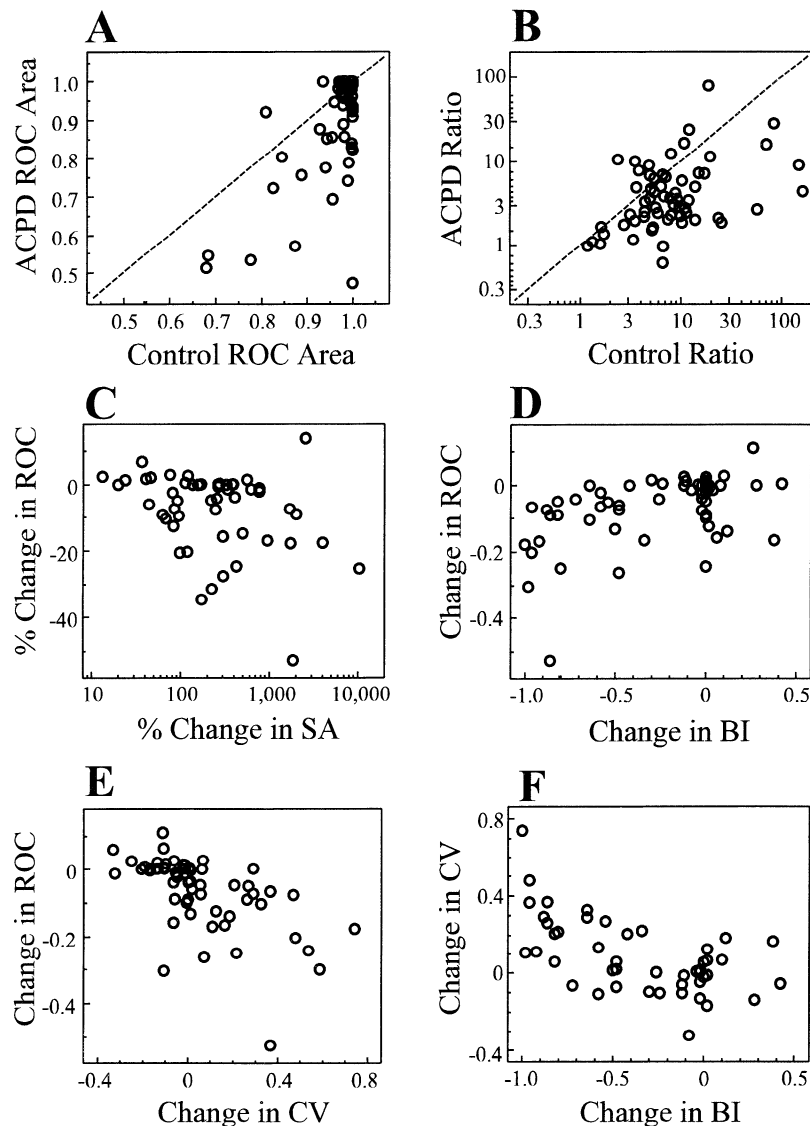 A
ACPD ROC Area
1.0
0.9
0.8
0.7
0.6
0.5
0.5 0.6 0.7 0.8 0.9 1.0
Control ROC Area
B
ACPD Ratio
100
30
10
3
1
0.3
0.3 1 3 10 30 100
Control Ratio
C
% Change in ROC
0
-20
-40
10 100 1,000 10,000
% Change in SA
D
Change in ROC
0
-0.2
-0.4
-1.0 -0.5 0 0.5
Change in BI
E
Change in ROC
0
-0.2
-0.4
-0.4 0 0.4 0.8
Change in CV
F
Change in CV
0.8
0.4
0
-0.4
-1.0 -0.5 0 0.5
Change in BI